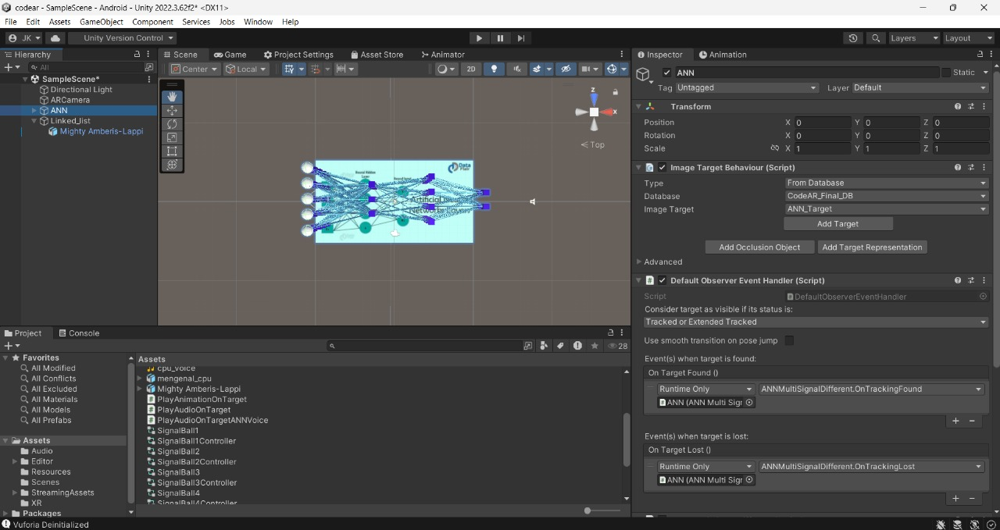 codear - SampleScene - Android - Unity 2022.3.62f2* <DX11>
File Edit Assets GameObject Component Services Jobs Window Help
JK Unity Version Control Layers Layout
Hierarchy
All
SampleScene*
Directional Light
ARCamera
ANN
Linked_list
Mighty Amberis-Lappi
Scene Game Project Settings Asset Store Animator
Center Local 2D
Z
X
< Top
Data
Flair
Layer
Artificial
Network Layers
Inspector Animation
ANN Static
Tag Untagged Layer Default
Transform
Position X 0 Y 0 Z 0
Rotation X 0 Y 0 Z 0
Scale X 1 Y 1 Z 1
Image Target Behaviour (Script)
Type From Database
Database CodeAR_Final_DB
Image Target ANN_Target
Add Target
Add Occlusion Object Add Target Representation
Advanced
Default Observer Event Handler (Script)
Script DefaultObserverEventHandler
Consider target as visible if its status is:
Tracked or Extended Tracked
Use smooth transition on pose jump
Event(s) when target is found:
On Target Found ()
Runtime Only ANNMultiSignalDifferent.OnTrackingFound
ANN (ANN Multi Sigr
Event(s) when target is lost:
On Target Lost ()
Runtime Only ANNMultiSignalDifferent.OnTrackingLost
ANN (ANN Multi Sigr
Project Console
28
Favorites
All Modified
All Conflicts
All Excluded
All Materials
All Models
All Prefabs
Assets
Audio
Editor
Resources
Scenes
StreamingAssets
XR
Packages
Assets
cpu_voice
mengenal_cpu
Mighty Amberis-Lappi
PlayAnimationOnTarget
PlayAudioOnTarget
PlayAudioOnTargetANNVoice
SignalBall1
SignalBall1Controller
SignalBall2
SignalBall2Controller
SignalBall3
SignalBall3Controller
SignalBall4
SignalBall4Controller
Vuforia Deinitialized